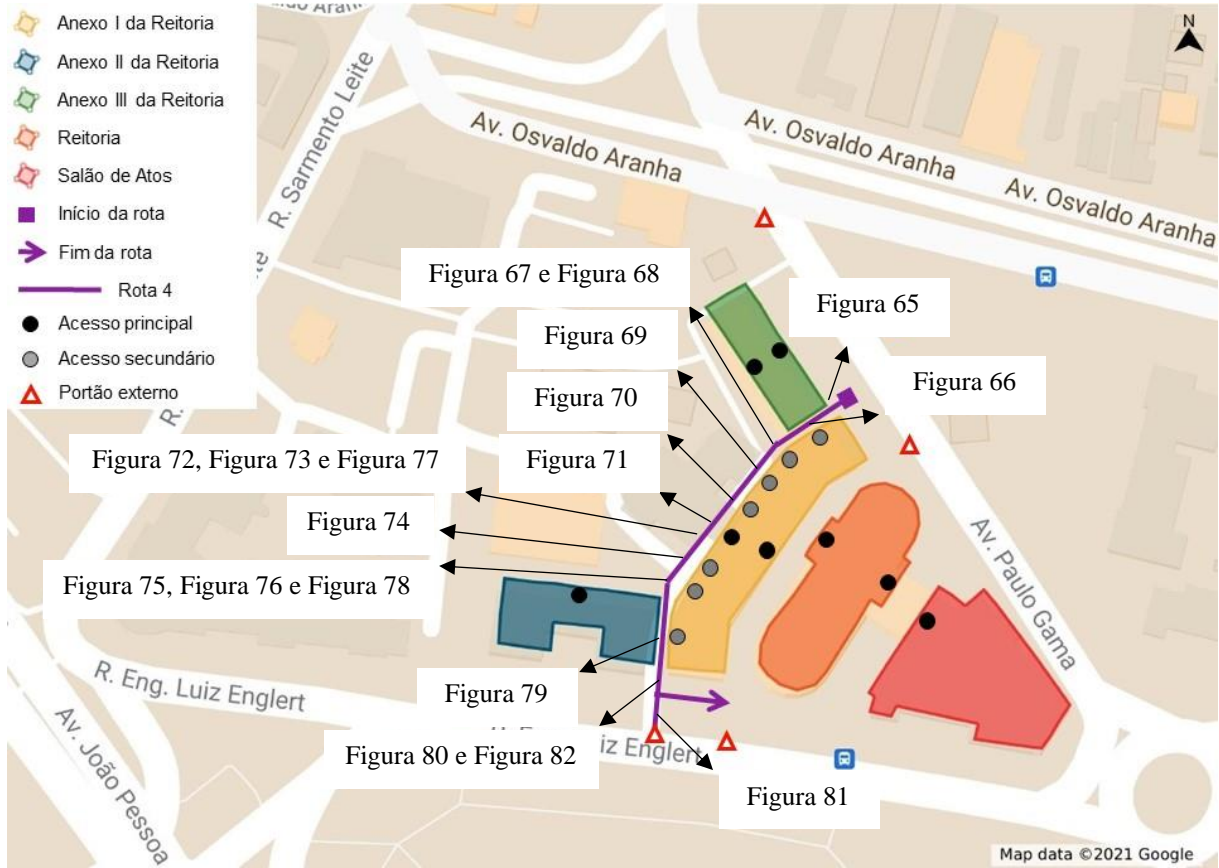 Anexo I da Reitoria
Anexo II da Reitoria
Anexo III da Reitoria
Reitoria
Salão de Atos
Início da rota
Fim da rota
Rota 4
Acesso principal
Acesso secundário
Portão externo
N
R. Sarmento Leite
Av. Osvaldo Aranha
Av. Osvaldo Aranha
Av. Osvaldo Aranha
Figura 67 e Figura 68
Figura 65
Figura 69
Figura 66
Figura 70
Figura 72, Figura 73 e Figura 77
Figura 71
Figura 74
Figura 75, Figura 76 e Figura 78
Av. Paulo Gama
R. Eng. Luiz Englert
Figura 79
Av. João Pessoa
iz Englert
Figura 80 e Figura 82
Figura 81
Map data ©2021 Google